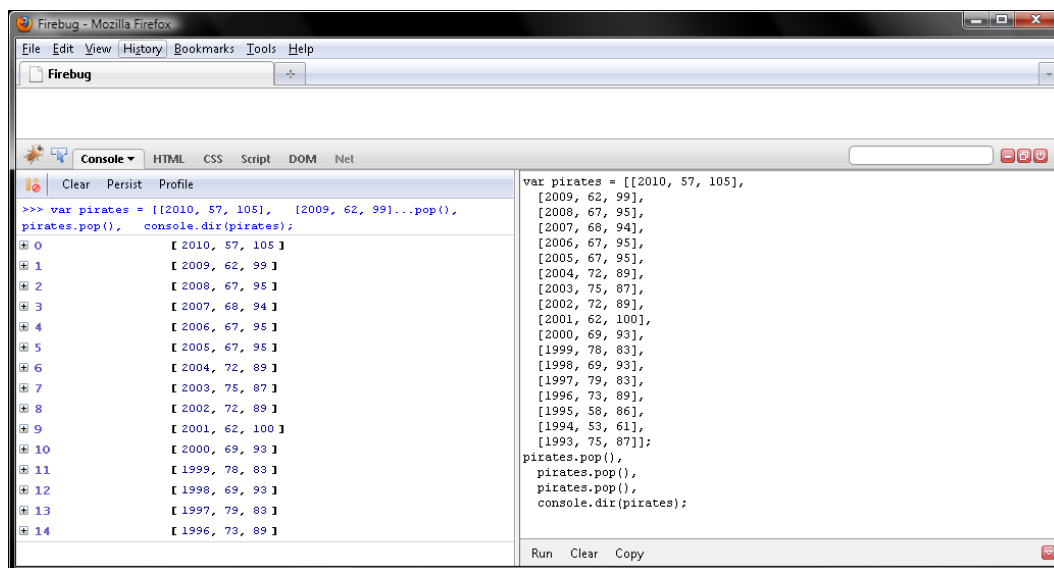 Firebug - Mozilla Firefox
File Edit View History Bookmarks Tools Help
Firebug
Console HTML CSS Script DOM Net
Clear Persist Profile
>>> var pirates = [[2010, 57, 105], [2009, 62, 99]...pop(),
pirates.pop(), console.dir(pirates);
0 [ 2010, 57, 105 ]
1 [ 2009, 62, 99 ]
2 [ 2008, 67, 95 ]
3 [ 2007, 68, 94 ]
4 [ 2006, 67, 95 ]
5 [ 2005, 67, 95 ]
6 [ 2004, 72, 89 ]
7 [ 2003, 75, 87 ]
8 [ 2002, 72, 89 ]
9 [ 2001, 62, 100 ]
10 [ 2000, 69, 93 ]
11 [ 1999, 78, 83 ]
12 [ 1998, 69, 93 ]
13 [ 1997, 79, 83 ]
14 [ 1996, 73, 89 ]
var pirates = [[2010, 57, 105],
[2009, 62, 99],
[2008, 67, 95],
[2007, 68, 94],
[2006, 67, 95],
[2005, 67, 95],
[2004, 72, 89],
[2003, 75, 87],
[2002, 72, 89],
[2001, 62, 100],
[2000, 69, 93],
[1999, 78, 83],
[1998, 69, 93],
[1997, 79, 83],
[1996, 73, 89],
[1995, 58, 86],
[1994, 53, 61],
[1993, 75, 87]];
pirates.pop(),
pirates.pop(),
pirates.pop(),
console.dir(pirates);
Run Clear Copy